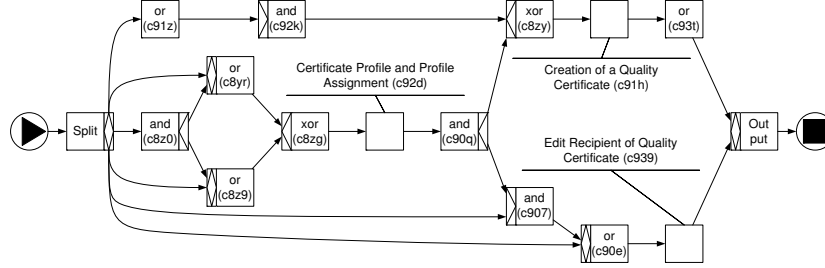 or
(c91z)
and
(c92k)
xor
(c8zy)
or
(c93t)
or
(c8yr)
Certificate Profile and Profile
Assignment (c92d)
Creation of a Quality
Certificate (c91h)
Split
and
(c8z0)
xor
(c8zg)
and
(c90q)
Edit Recipient of Quality
Certificate (c939)
Out
put
or
(c8z9)
and
(c907)
or
(c90e)